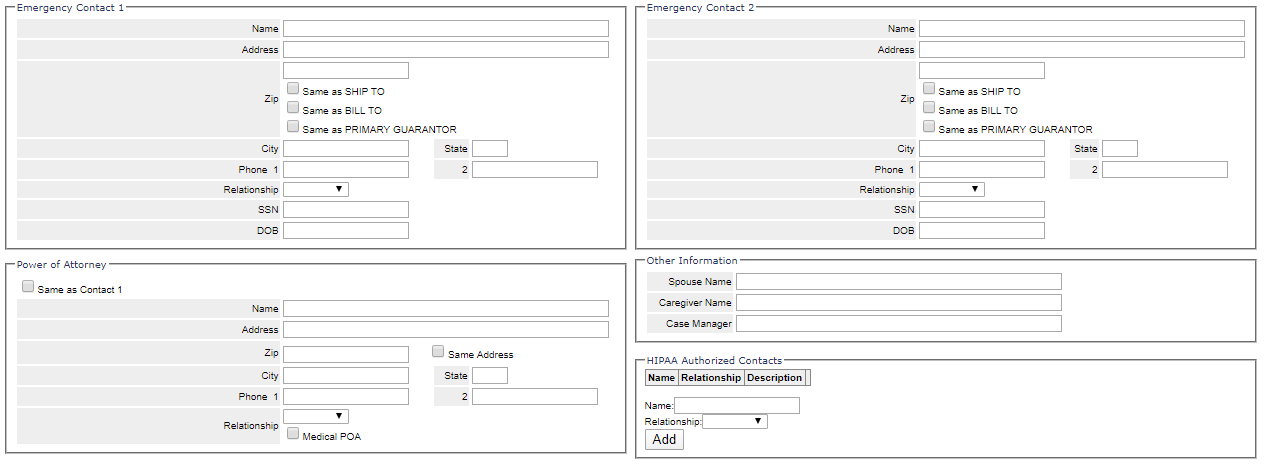 Emergency Contact 1
Name
Address
Zip
Same as SHIP TO
Same as BILL TO
Same as PRIMARY GUARANTOR
City State
Phone 1 2
Relationship
SSN
DOB
Emergency Contact 2
Name
Address
Zip
Same as SHIP TO
Same as BILL TO
Same as PRIMARY GUARANTOR
City State
Phone 1 2
Relationship
SSN
DOB
Power of Attorney
Same as Contact 1
Name
Address
Zip Same Address
City State
Phone 1 2
Relationship
Medical POA
Other Information
Spouse Name
Caregiver Name
Case Manager
HIPAA Authorized Contacts
Name Relationship Description
Name:
Relationship:
Add